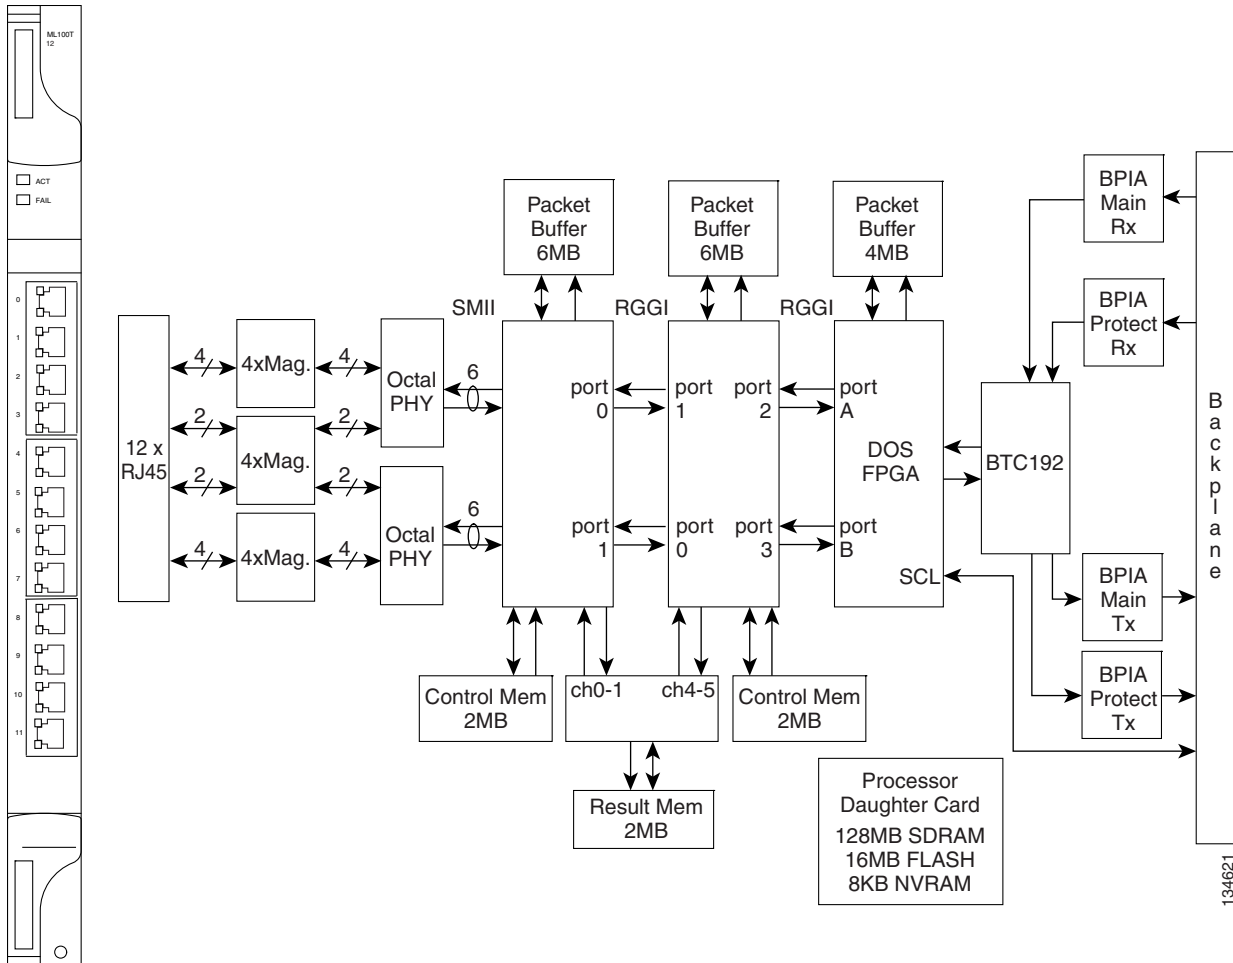 ML100T
12
ACT
FAIL
0
1
2
3
4
5
6
7
8
9
10
11
12 x
RJ45
4
2
2
4
4xMag.
4xMag.
4xMag.
4
2
2
4
Octal
PHY
Octal
PHY
SMII
6
6
Packet
Buffer
6MB
port
0
port
1
RGGI
Packet
Buffer
6MB
port
1
port
0
port
2
port
3
RGGI
Packet
Buffer
4MB
port
A
DOS
FPGA
port
B
SCL
Control Mem
2MB
ch0-1
ch4-5
Control Mem
2MB
Result Mem
2MB
Processor
Daughter Card
128MB SDRAM
16MB FLASH
8KB NVRAM
BTC192
BPIA
Main
Rx
BPIA
Protect
Rx
BPIA
Main
Tx
BPIA
Protect
Tx
Backplane
134621